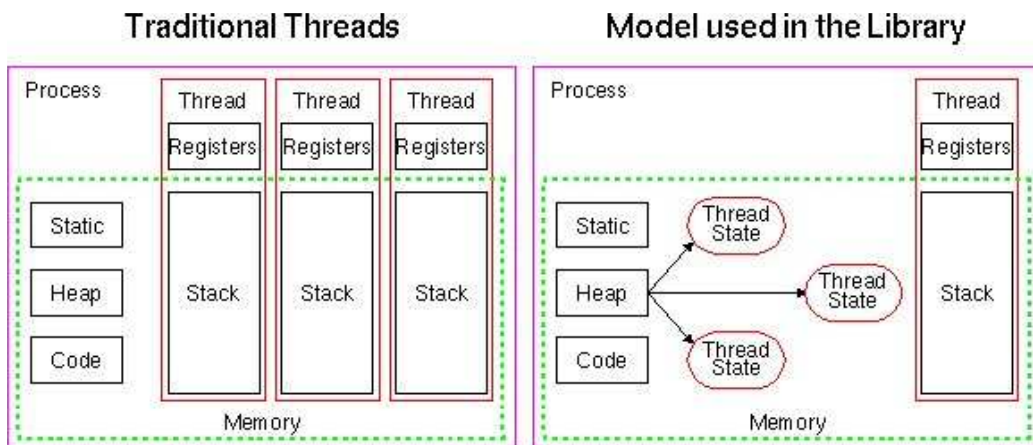 Traditional Threads
Process
Thread
Thread
Thread
Registers
Registers
Registers
Static
Heap
Code
Stack
Stack
Stack
Memory
Model used in the Library
Process
Thread
Registers
Static
Heap
Code
Thread
State
Thread
State
Thread
State
Stack
Memory